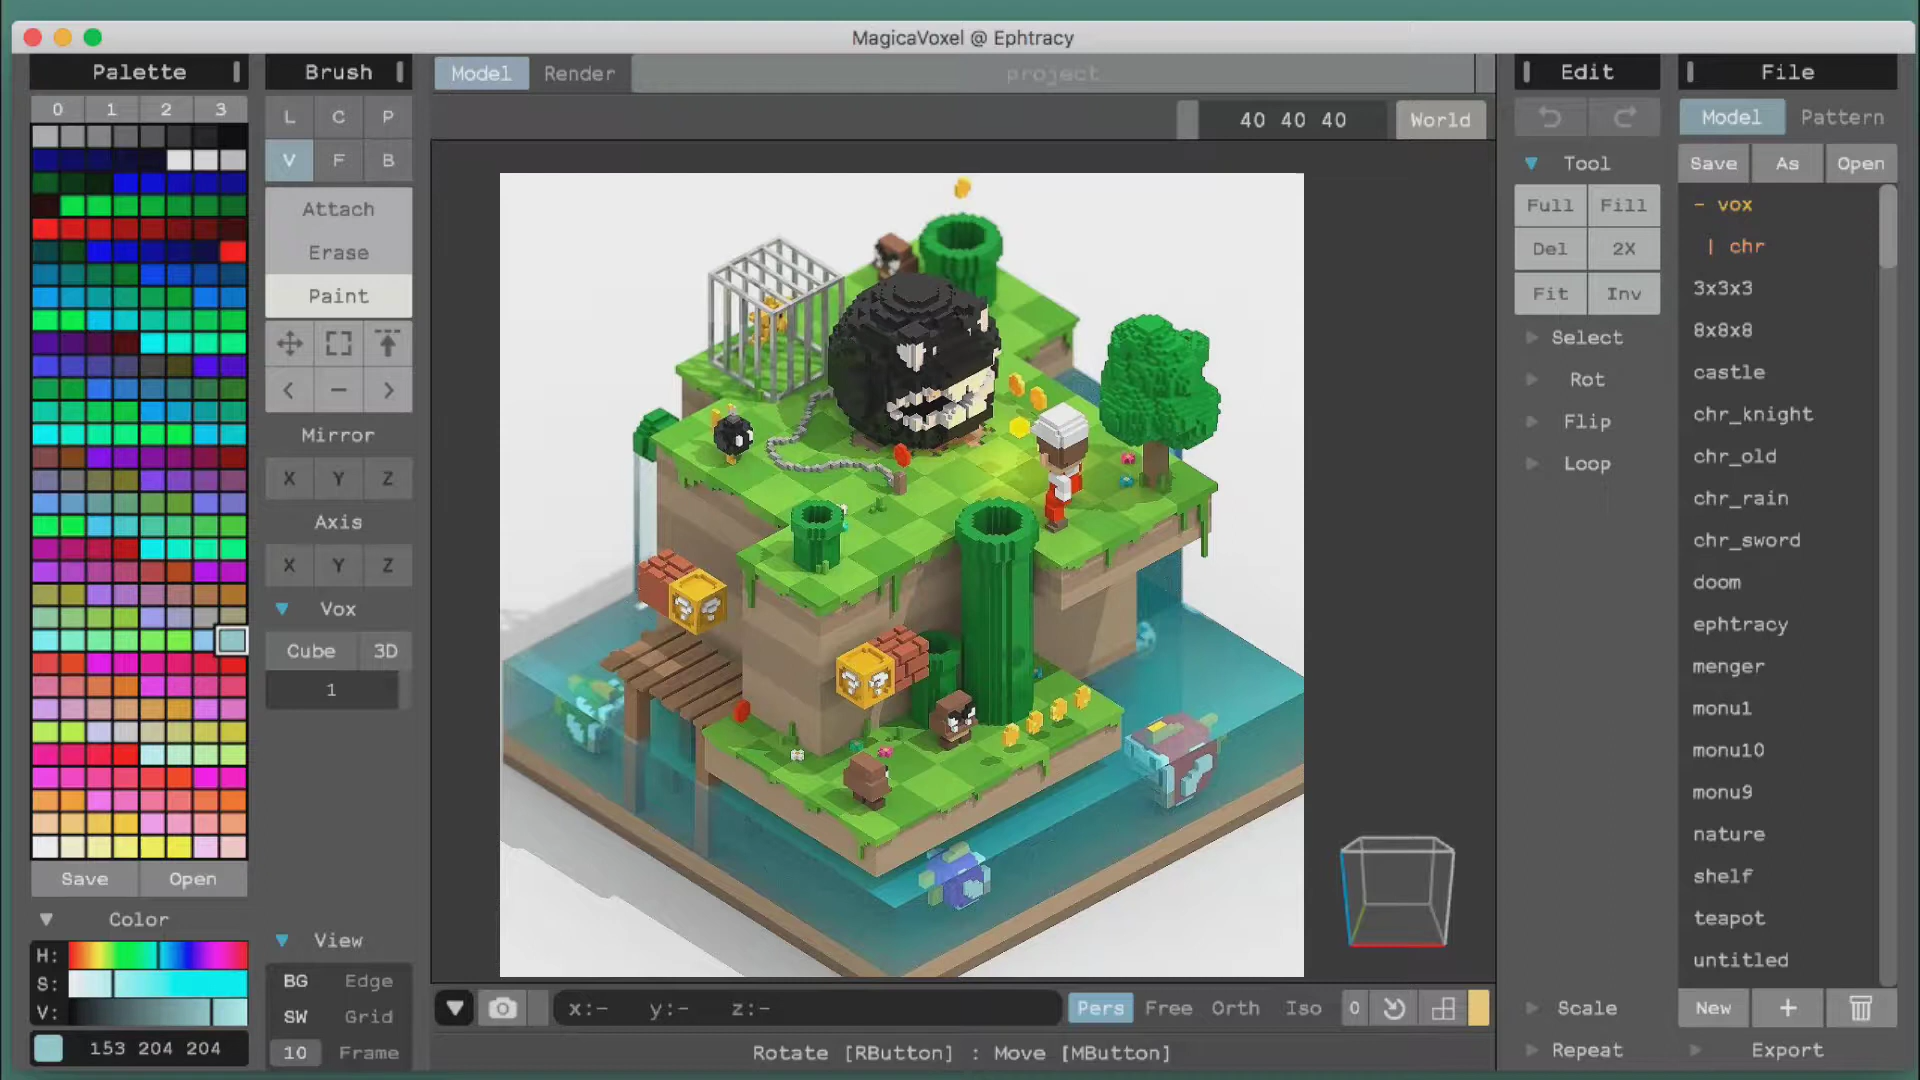 MagicaVoxel @ Ephtracy
Palette
0 1 2 3
Save Open
Color
H:
S:
V:
153 204 204
Brush
L C P
V F B
Attach
Erase
Paint
< - >
Mirror
X Y Z
Axis
X Y Z
Vox
Cube 3D
1
View
BG Edge
SW Grid
10 Frame
Model Render project
40 40 40 World
? ?
? ?
x:- y:- z:-
Pers Free Orth Iso 0
Rotate [RButton] : Move [MButton]
Edit
Tool
Full Fill
Del 2X
Fit Inv
Select
Rot
Flip
Loop
Scale
Repeat
File
Model Pattern
Save As Open
- vox
| chr
3x3x3
8x8x8
castle
chr_knight
chr_old
chr_rain
chr_sword
doom
ephtracy
menger
monu1
monu10
monu9
nature
shelf
teapot
untitled
New +
Export